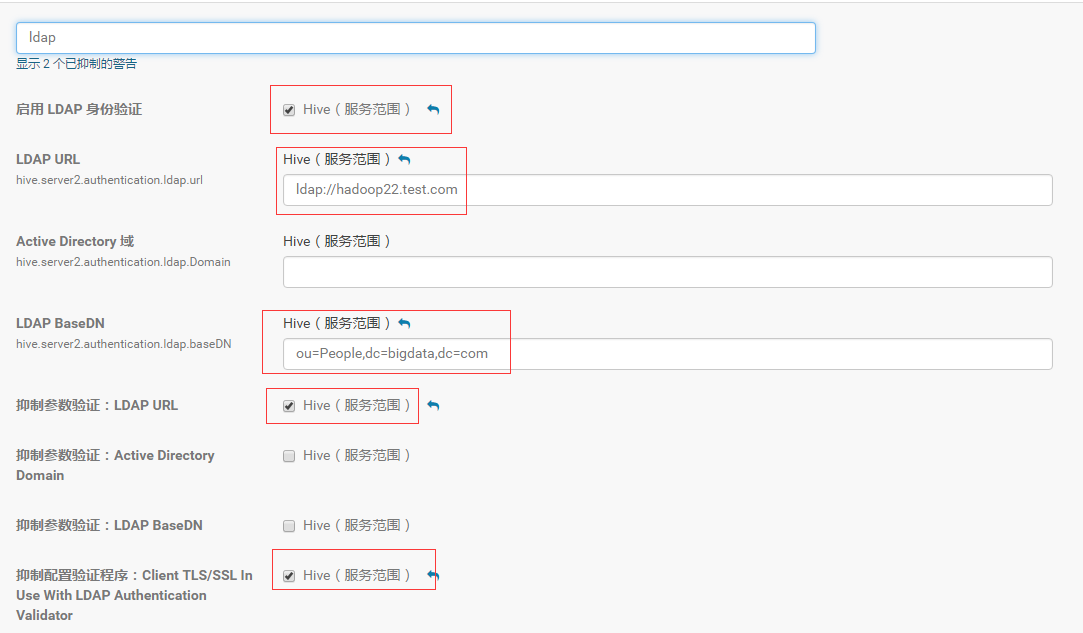 ldap
显示 2 个已抑制的警告
启用 LDAP 身份验证
Hive（服务范围）
LDAP URL
Hive（服务范围）
hive.server2.authentication.ldap.url
ldap://hadoop22.test.com
Active Directory 域
Hive（服务范围）
hive.server2.authentication.ldap.Domain
LDAP BaseDN
Hive（服务范围）
hive.server2.authentication.ldap.baseDN
ou=People,dc=bigdata,dc=com
抑制参数验证：LDAP URL
Hive（服务范围）
抑制参数验证：Active Directory
Domain
Hive（服务范围）
抑制参数验证：LDAP BaseDN
Hive（服务范围）
抑制配置验证程序：Client TLS/SSL In
Use With LDAP Authentication
Validator
Hive（服务范围）